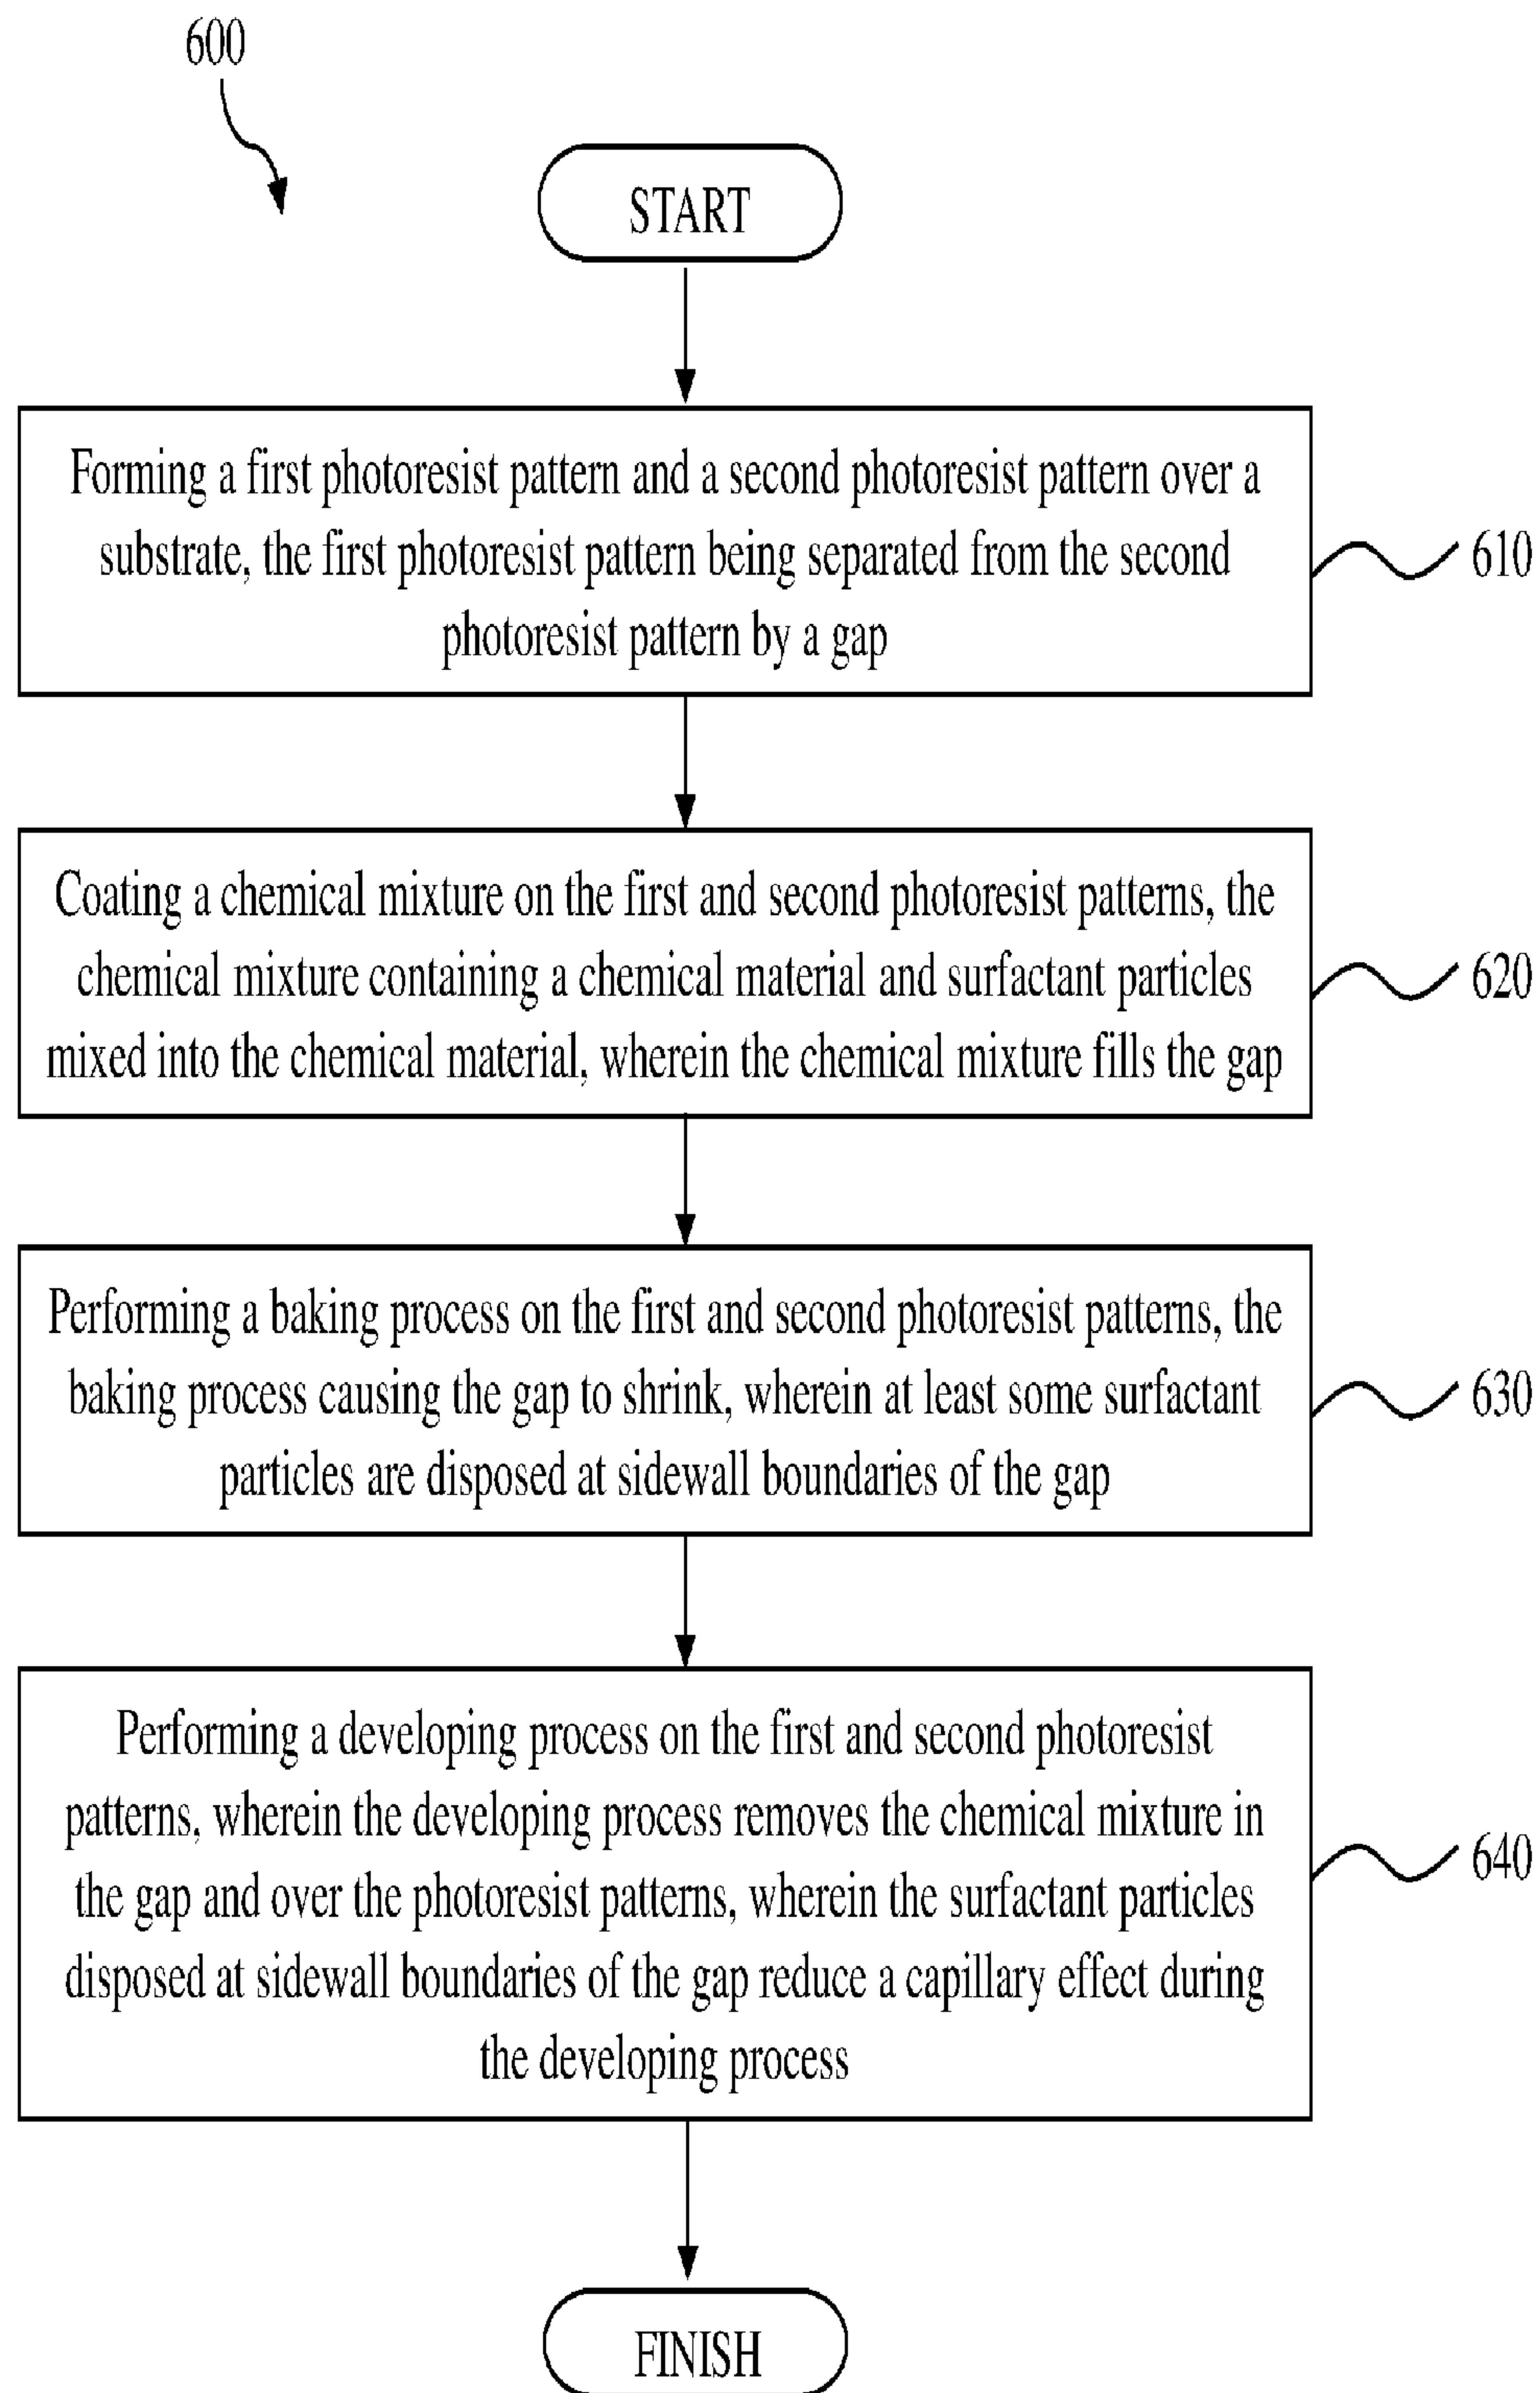 600
START
Forming a first photoresist pattern and a second photoresist pattern over a
substrate, the first photoresist pattern being separated from the second
photoresist pattern by a gap
610
Coating a chemical mixture on the first and second photoresist patterns, the
chemical mixture containing a chemical material and surfactant particles
mixed into the chemical material, wherein the chemical mixture fills the gap
620
Performing a baking process on the first and second photoresist patterns, the
baking process causing the gap to shrink, wherein at least some surfactant
particles are disposed at sidewall boundaries of the gap
630
Performing a developing process on the first and second photoresist
patterns, wherein the developing process removes the chemical mixture in
the gap and over the photoresist patterns, wherein the surfactant particles
disposed at sidewall boundaries of the gap reduce a capillary effect during
the developing process
640
FINISH